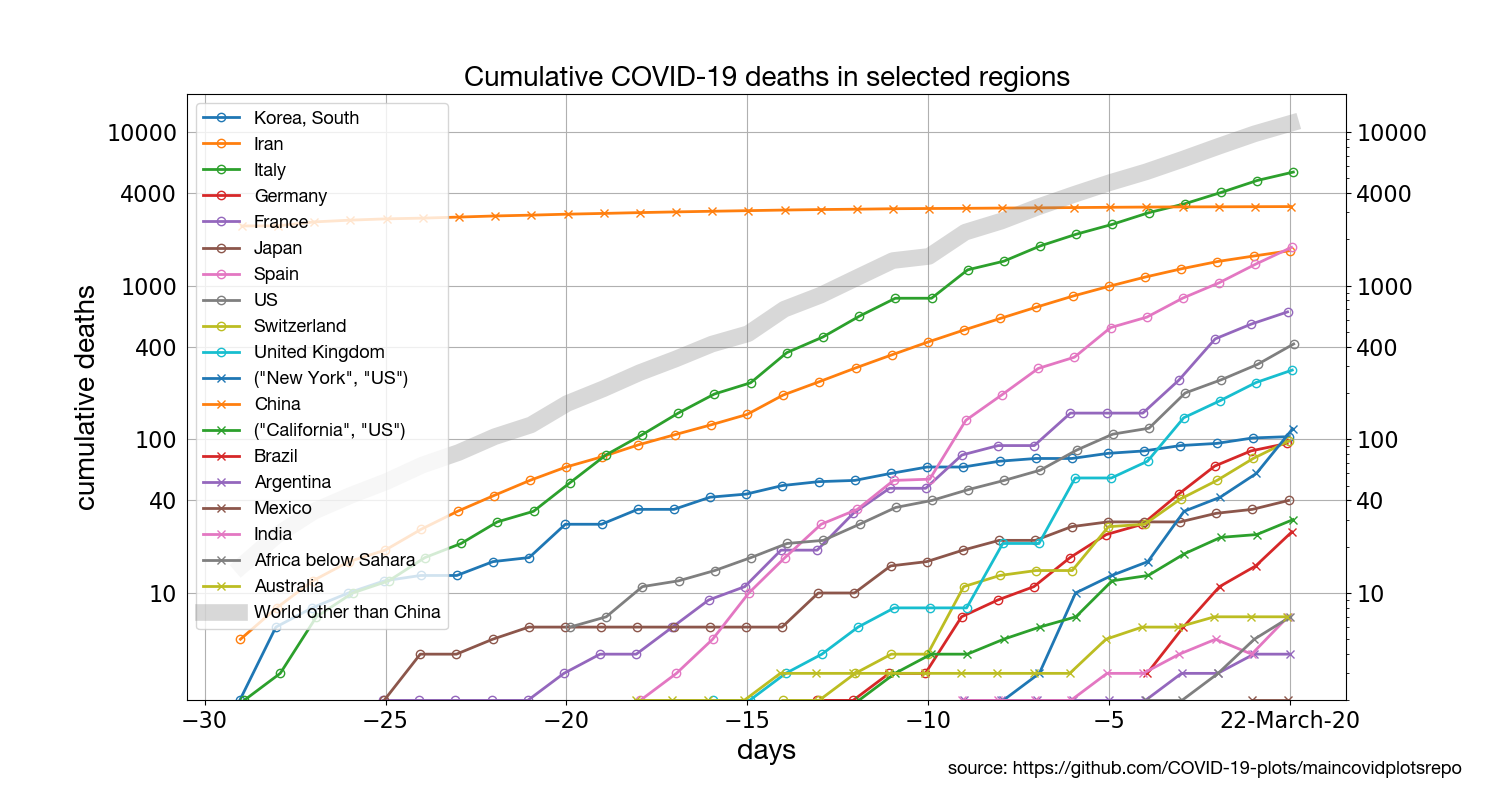 Cumulative COVID-19 deaths in selected regions
cumulative deaths
10000
4000
1000
400
100
40
10
Korea, South
Iran
Italy
Germany
France
Japan
Spain
US
Switzerland
United Kingdom
("New York", "US")
China
("California", "US")
Brazil
Argentina
Mexico
India
Africa below Sahara
Australia
World other than China
10000
4000
1000
400
100
40
10
−30 −25 −20 −15 −10 −5 22-March-20
days
source: https://github.com/COVID-19-plots/maincovidplotsrepo